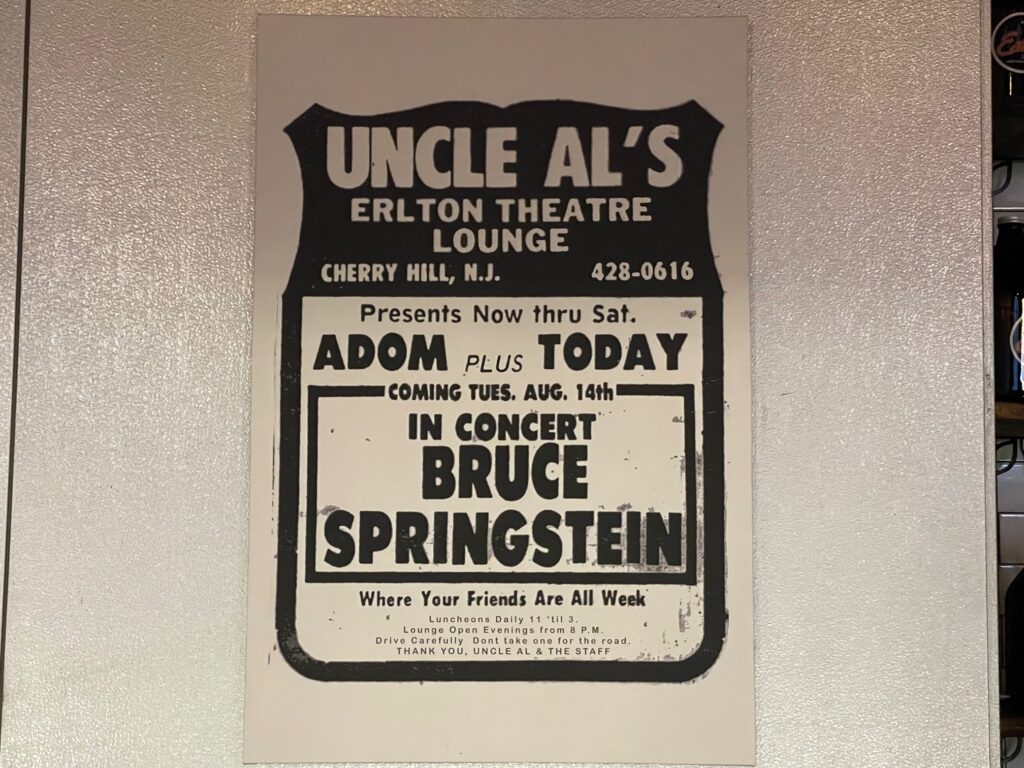 UNCLE AL'S
ERLTON THEATRE
LOUNGE
CHERRY HILL, N.J. 428-0616
Presents Now thru Sat.
ADOM PLUS TODAY
COMING TUES. AUG. 14th
IN CONCERT
BRUCE
SPRINGSTEIN
Where Your Friends Are All Week
Luncheons Daily 11 'til 3.
Lounge Open Evenings from 8 P.M.
Drive Carefully Dont take one for the road.
THANK YOU, UNCLE AL & THE STAFF